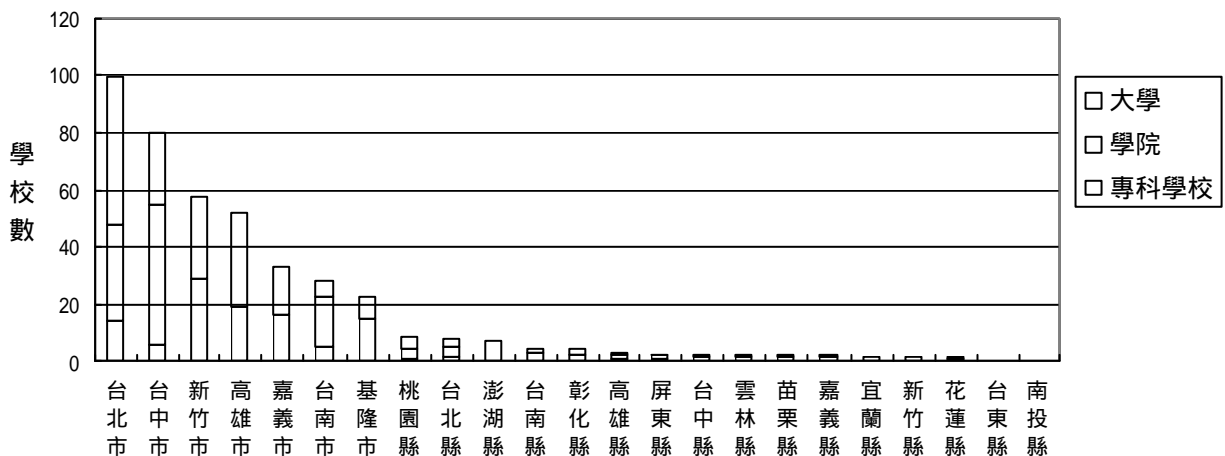 120
100
80
60
40
20
0
學校數
台北市
台中市
新竹市
高雄市
嘉義市
台南市
基隆市
桃園縣
台北縣
澎湖縣
台南縣
彰化縣
高雄縣
屏東縣
台中縣
雲林縣
苗栗縣
嘉義縣
宜蘭縣
新竹縣
花蓮縣
台東縣
南投縣
大學
學院
專科學校